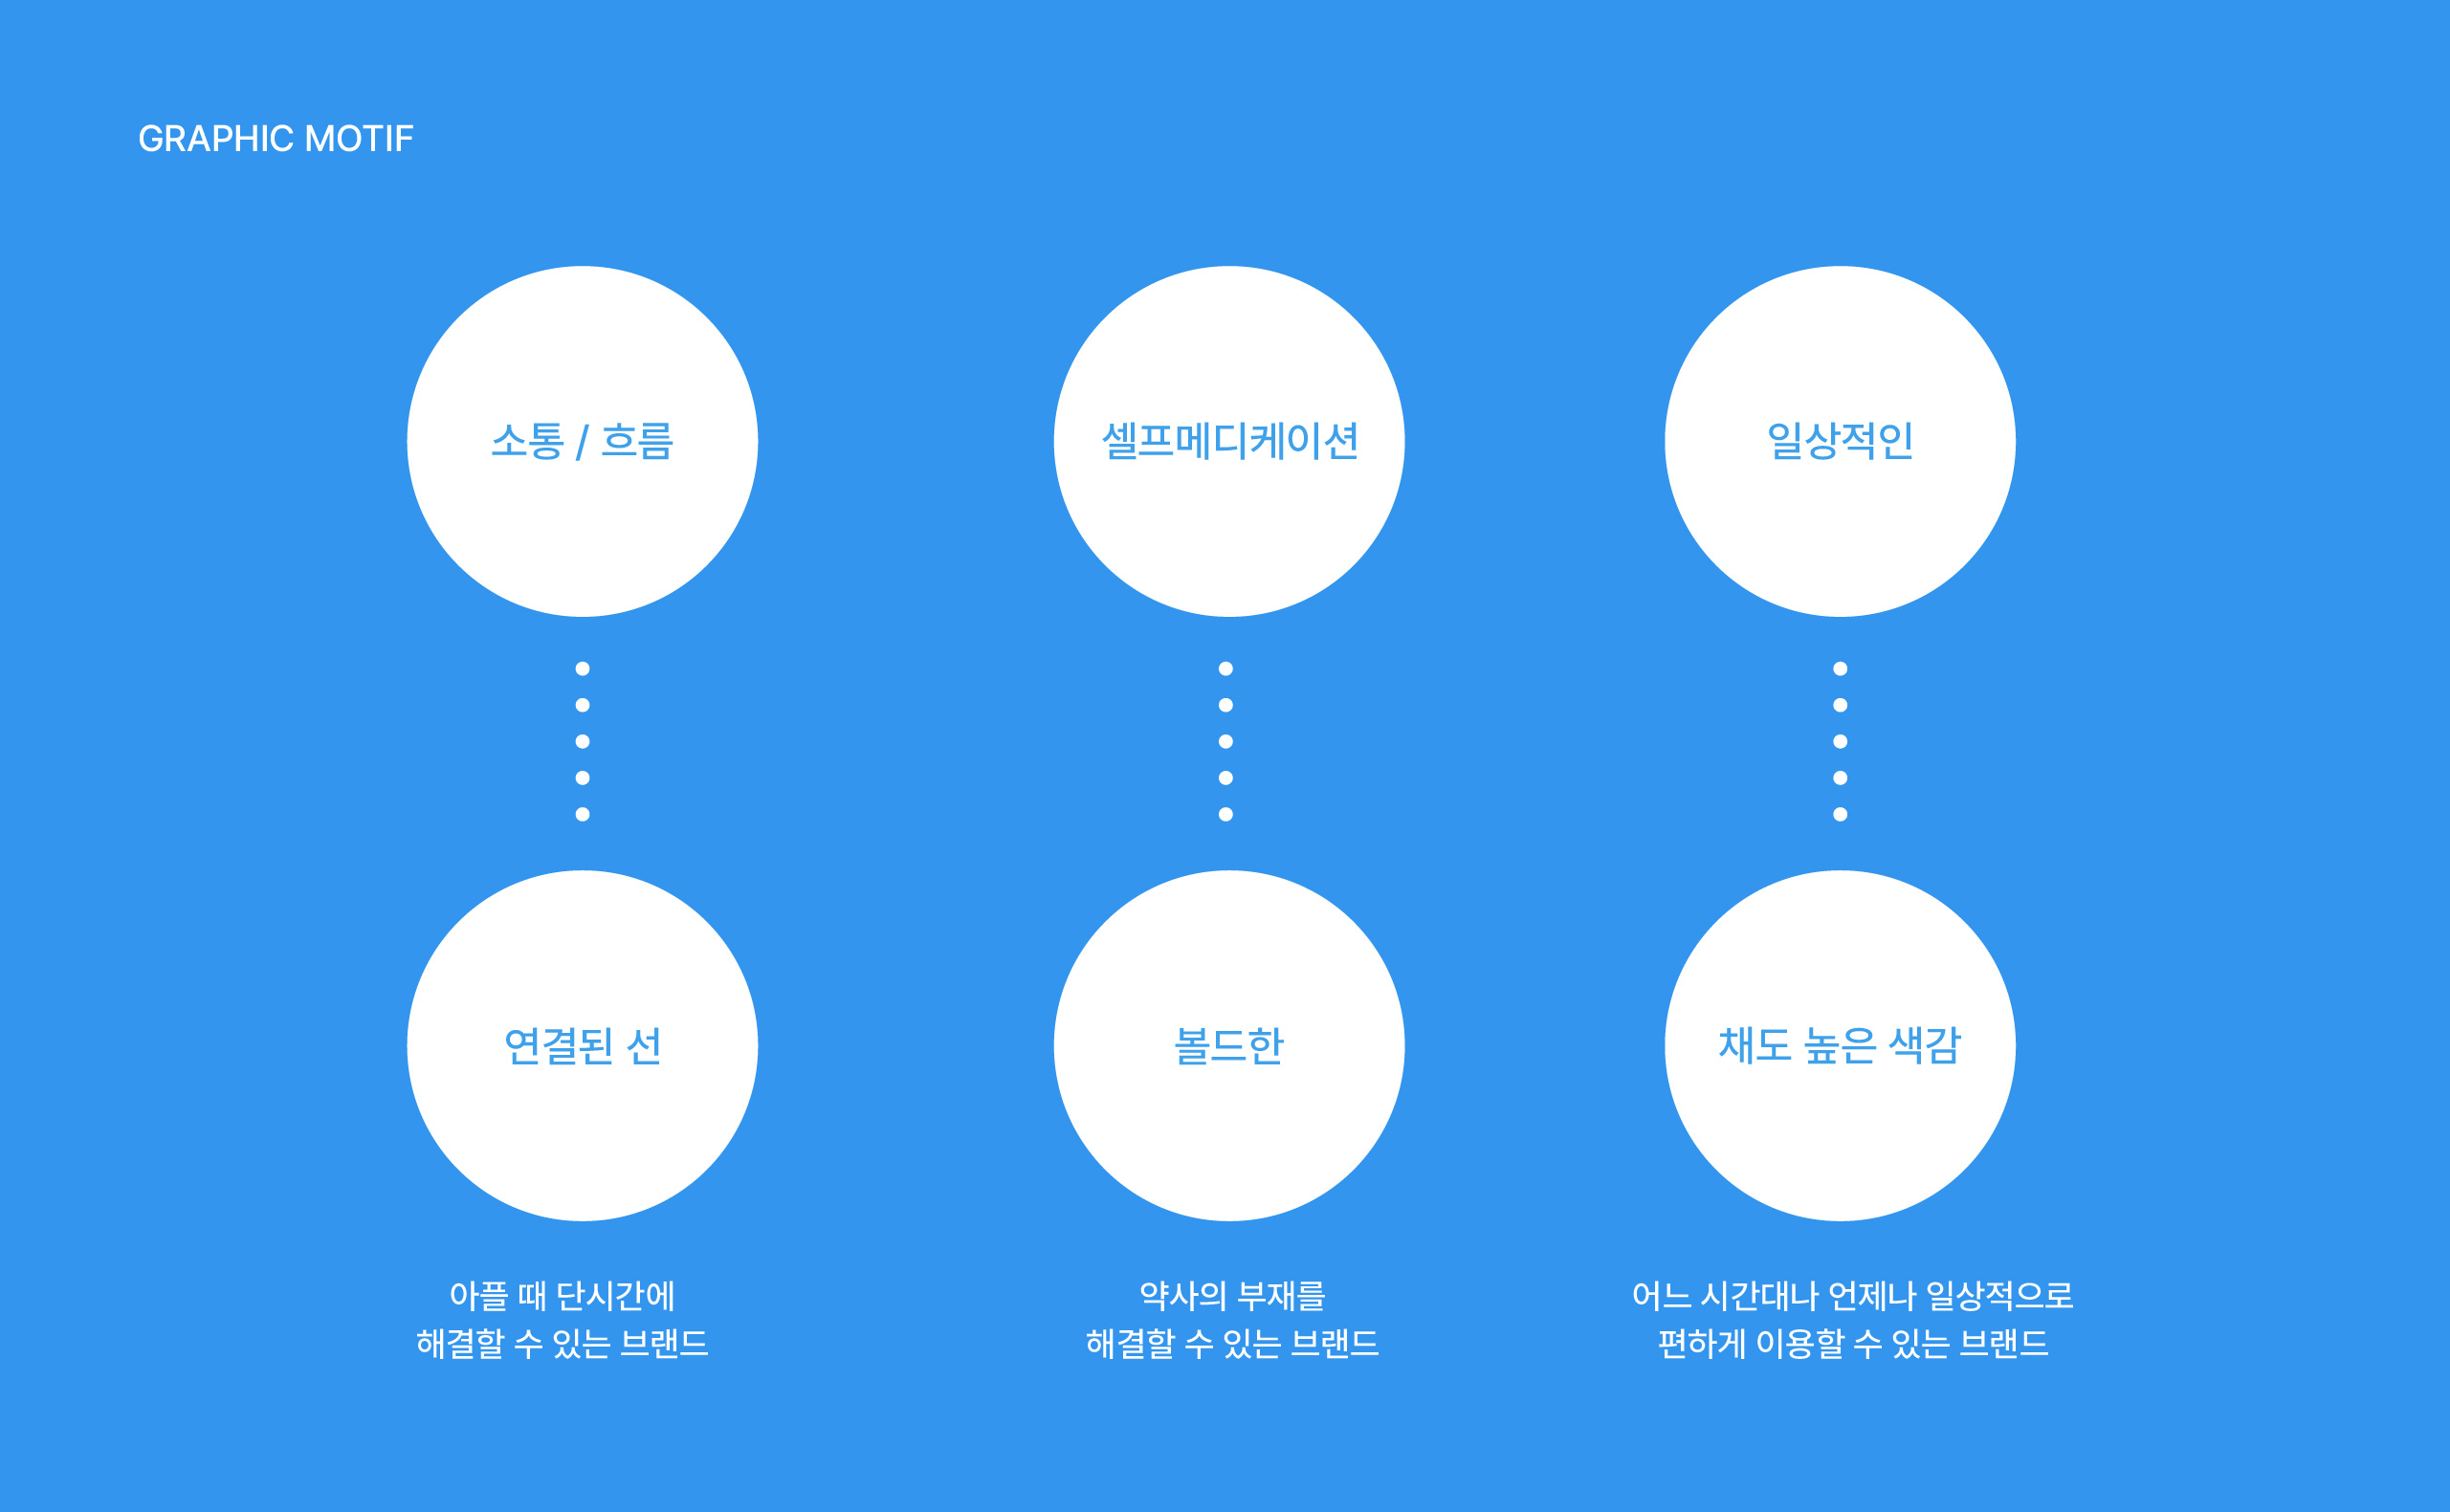 GRAPHIC MOTIF
소통 / 흐름
셀프메디케이션
일상적인
연결된 선
볼드한
채도 높은 색감
아플 때 단시간에
해결할 수 있는 브랜드
약사의 부재를
해결할 수있는 브랜드
어느 시간대나 언제나 일상적으로
편하게 이용할 수 있는 브랜드